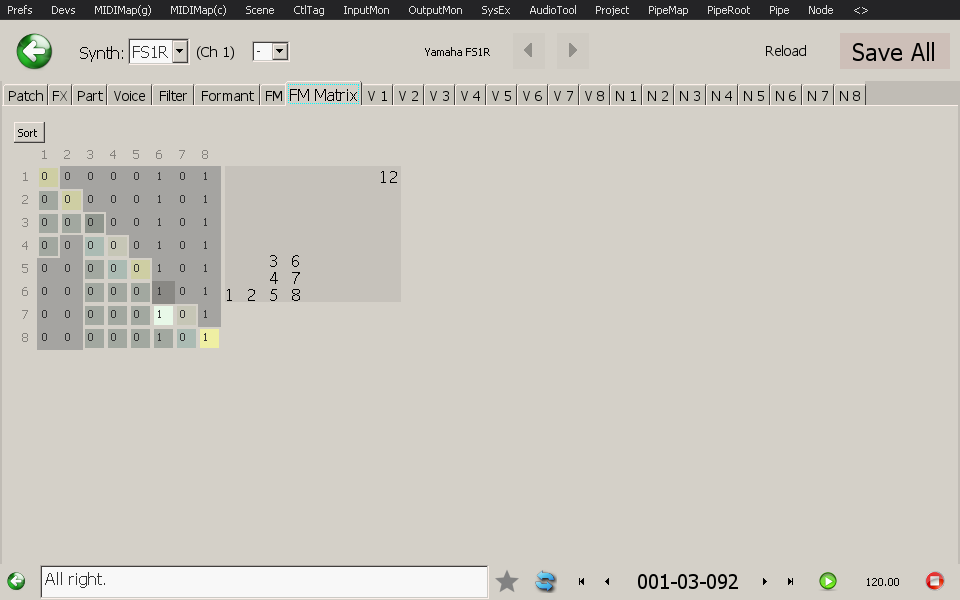 Prefs Devs MIDIMap(g) MIDIMap(c) Scene CtlTag InputMon OutputMon SysEx AudioTool Project PipeMap PipeRoot Pipe Node <>
Synth: FS1R (Ch 1) - Yamaha FS1R Reload Save All
Patch FX Part Voice Filter Formant FM FM Matrix V 1 V 2 V 3 V 4 V 5 V 6 V 7 V 8 N 1 N 2 N 3 N 4 N 5 N 6 N 7 N 8
Sort
1 2 3 4 5 6 7 8
1 0 0 0 0 0 1 0 1 12
2 0 0 0 0 0 1 0 1
3 0 0 0 0 0 1 0 1
4 0 0 0 0 0 1 0 1 3 6
5 0 0 0 0 0 1 0 1 4 7
6 0 0 0 0 0 1 0 1 1 2 5 8
7 0 0 0 0 0 1 0 1
8 0 0 0 0 0 1 0 1
All right. 001-03-092 120.00